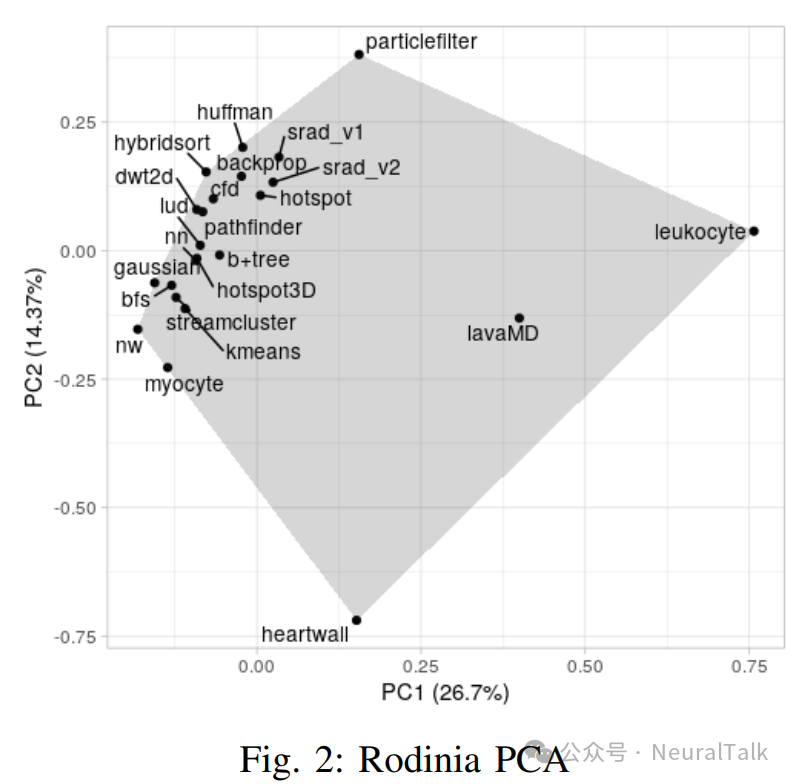 particlefilter
huffman
srad_v1
hybridsort
backprop
srad_v2
dwt2d
cfd
hotspot
lud
pathfinder
nn
leukocyte
gaussian
b+tree
bfs
hotspot3D
streamcluster
lavaMD
nw
kmeans
myocyte
heartwall
0.25
0.00
-0.25
-0.50
-0.75
PC2 (14.37%)
0.00 0.25 0.50 0.75
PC1 (26.7%)
Fig. 2: Rodinia PCA
公众号 · NeuralTalk